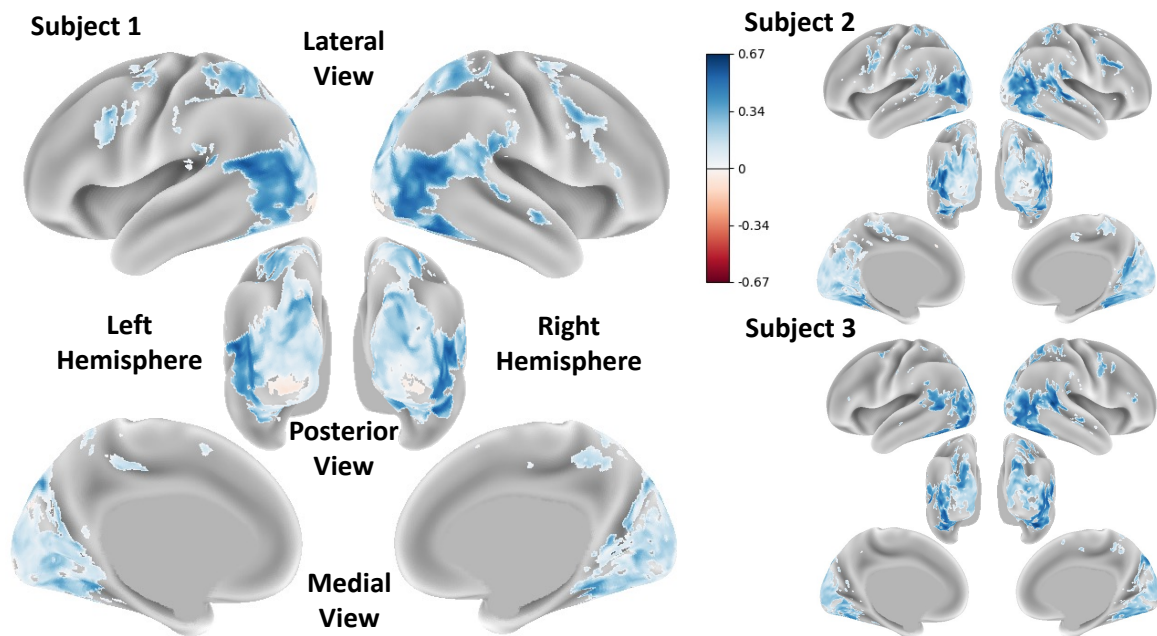 Subject 1
Lateral
View
Left
Hemisphere
Right
Hemisphere
Posterior
View
Medial
View
0.67
0.34
0
-0.34
-0.67
Subject 2
Subject 3